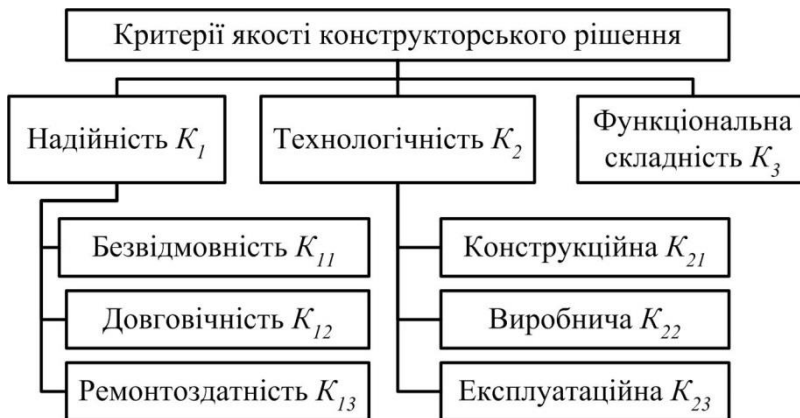 Критерії якості конструкторського рішення
Надійність K₁
Технологічність K₂
Функціональна
складність K₃
Безвідмовність K₁₁
Довговічність K₁₂
Ремонтоздатність K₁₃
Конструкційна K₂₁
Виробнича K₂₂
Експлуатаційна K₂₃